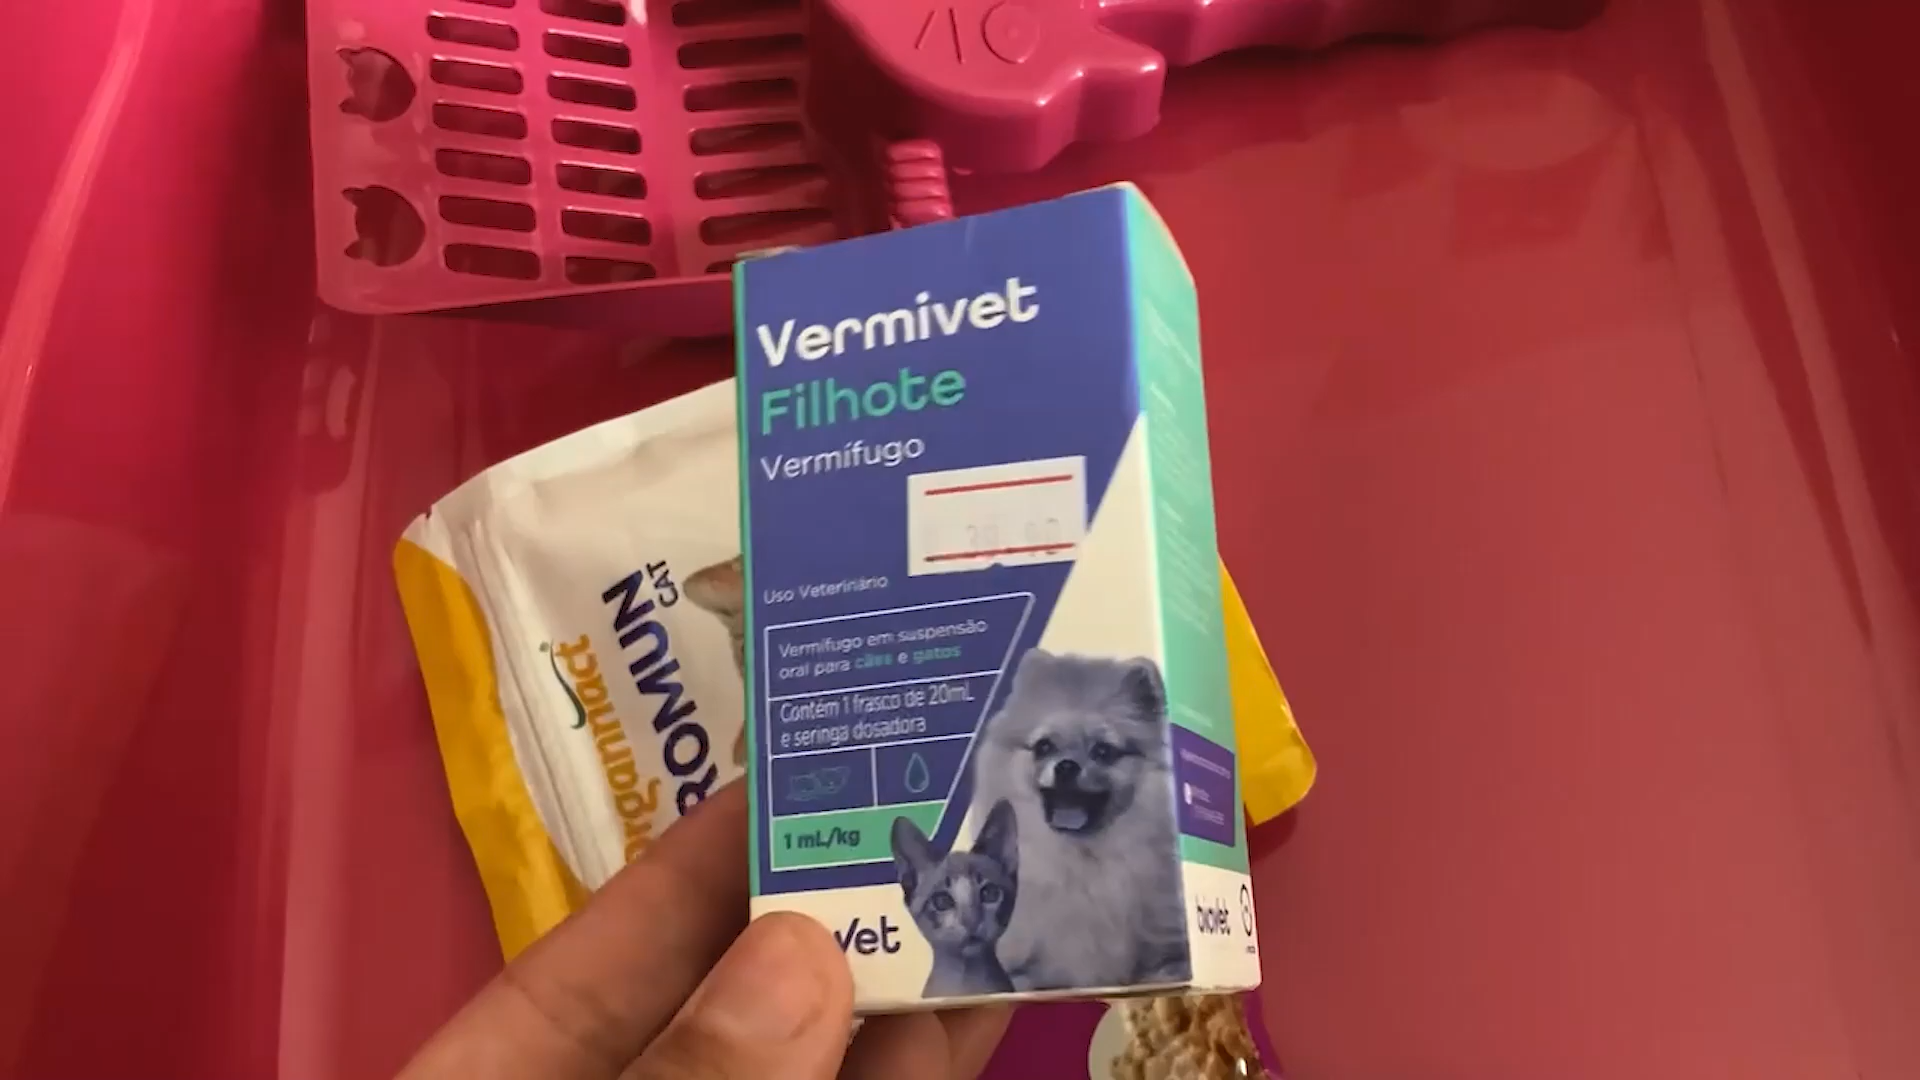 Vermivet
Filhote
Vermífugo
Uso Veterinário
Vermífugo em suspensão
oral para cães e gatos
Contém 1 frasco de 20mL
e seringa dosadora
1 mL/kg
vet
biovet
organnact
ROMUN
CAT